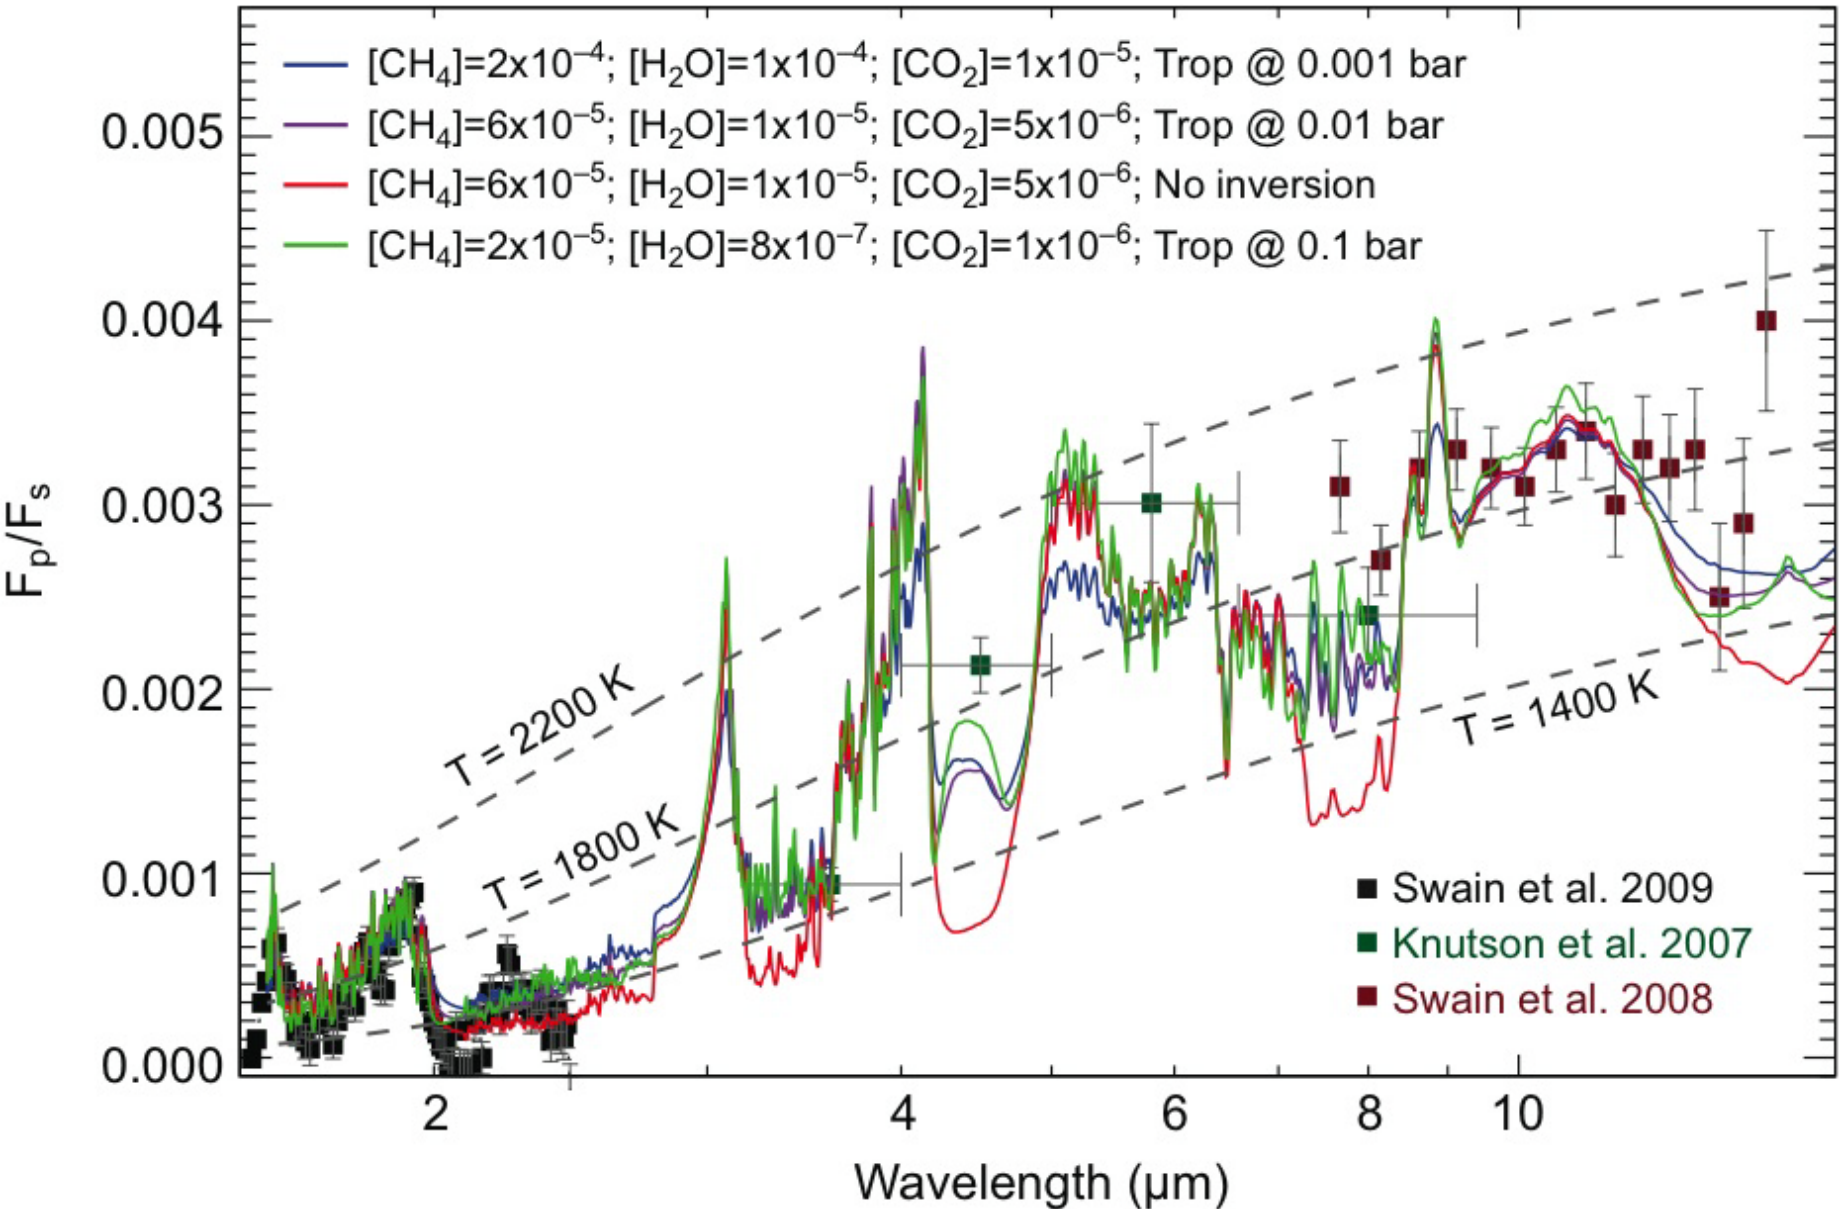 [CH₄]=2x10⁻⁴; [H₂O]=1x10⁻⁴; [CO₂]=1x10⁻⁵; Trop @ 0.001 bar
[CH₄]=6x10⁻⁵; [H₂O]=1x10⁻⁵; [CO₂]=5x10⁻⁶; Trop @ 0.01 bar
[CH₄]=6x10⁻⁵; [H₂O]=1x10⁻⁵; [CO₂]=5x10⁻⁶; No inversion
[CH₄]=2x10⁻⁵; [H₂O]=8x10⁻⁷; [CO₂]=1x10⁻⁶; Trop @ 0.1 bar
0.005
0.004
0.003
0.002
0.001
0.000
Fₚ/Fₛ
T = 2200 K
T = 1800 K
T = 1400 K
Swain et al. 2009
Knutson et al. 2007
Swain et al. 2008
2
4
6
8
10
Wavelength (μm)